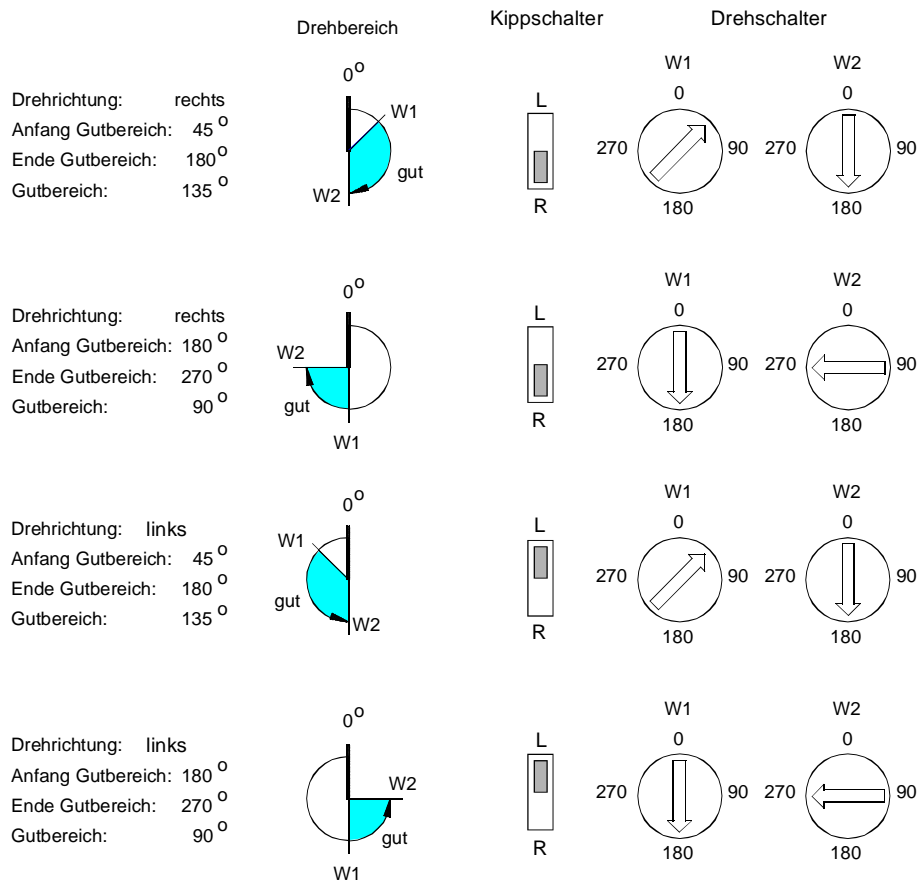 Drehbereich Kippschalter Drehschalter
Drehrichtung: rechts
Anfang Gutbereich: 45 o
Ende Gutbereich: 180 o
Gutbereich: 135 o
0 o
W1
gut
W2
L
R
W1
0
270 90
180
W2
0
270 90
180
Drehrichtung: rechts
Anfang Gutbereich: 180 o
Ende Gutbereich: 270 o
Gutbereich: 90 o
0 o
W2
gut
W1
L
R
W1
0
270 90
180
W2
0
270 90
180
Drehrichtung: links
Anfang Gutbereich: 45 o
Ende Gutbereich: 180 o
Gutbereich: 135 o
0 o
W1
gut
W2
L
R
W1
0
270 90
180
W2
0
270 90
180
Drehrichtung: links
Anfang Gutbereich: 180 o
Ende Gutbereich: 270 o
Gutbereich: 90 o
0 o
W2
gut
W1
L
R
W1
0
270 90
180
W2
0
270 90
180